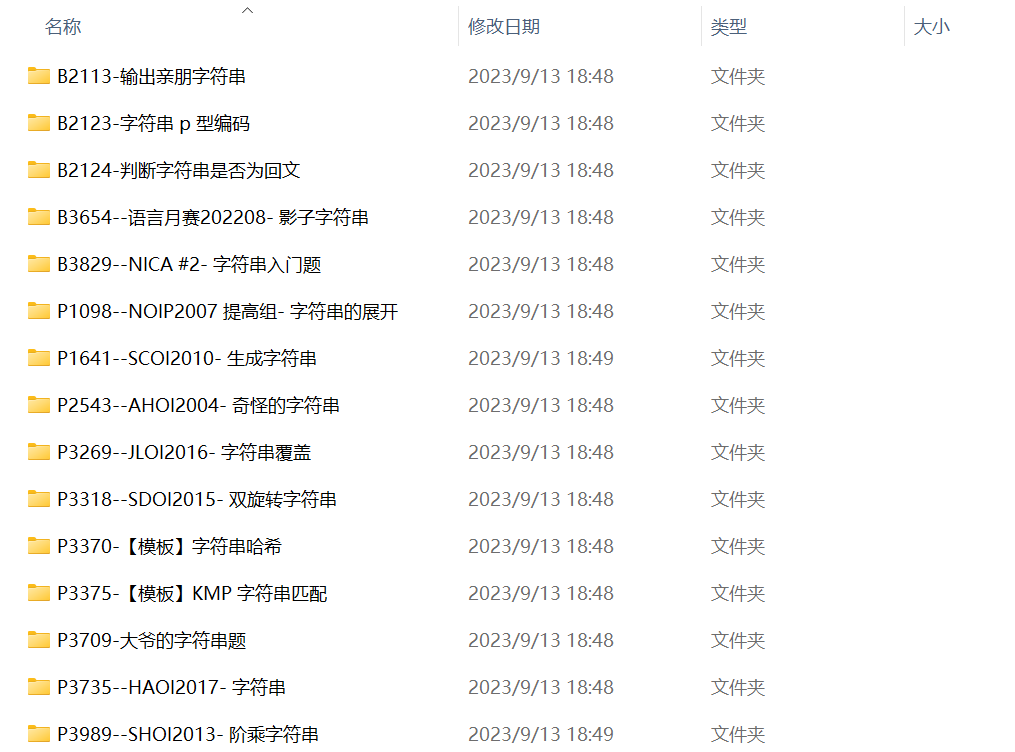 名称 修改日期 类型 大小
B2113-输出亲朋字符串 2023/9/13 18:48 文件夹
B2123-字符串 p 型编码 2023/9/13 18:48 文件夹
B2124-判断字符串是否为回文 2023/9/13 18:48 文件夹
B3654--语言月赛202208- 影子字符串 2023/9/13 18:48 文件夹
B3829--NICA #2- 字符串入门题 2023/9/13 18:48 文件夹
P1098--NOIP2007 提高组- 字符串的展开 2023/9/13 18:48 文件夹
P1641--SCOI2010- 生成字符串 2023/9/13 18:49 文件夹
P2543--AHOI2004- 奇怪的字符串 2023/9/13 18:48 文件夹
P3269--JLOI2016- 字符串覆盖 2023/9/13 18:48 文件夹
P3318--SDOI2015- 双旋转字符串 2023/9/13 18:48 文件夹
P3370-【模板】字符串哈希 2023/9/13 18:48 文件夹
P3375-【模板】KMP 字符串匹配 2023/9/13 18:48 文件夹
P3709-大爷的字符串题 2023/9/13 18:48 文件夹
P3735--HAOI2017- 字符串 2023/9/13 18:48 文件夹
P3989--SHOI2013- 阶乘字符串 2023/9/13 18:49 文件夹